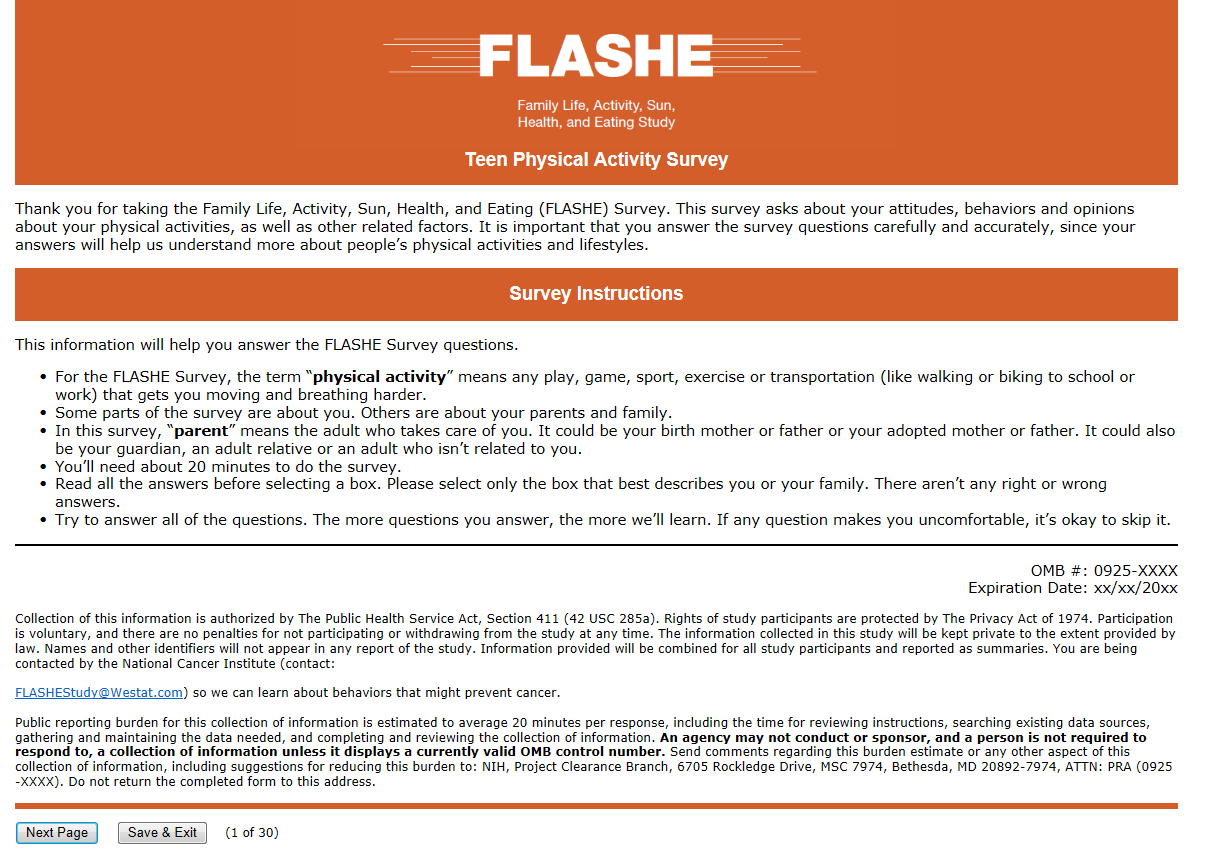 FLASHE
Family Life, Activity, Sun,
Health, and Eating Study
Teen Physical Activity Survey
Thank you for taking the Family Life, Activity, Sun, Health, and Eating (FLASHE) Survey. This survey asks about your attitudes, behaviors and opinions
about your physical activities, as well as other related factors. It is important that you answer the survey questions carefully and accurately, since your
answers will help us understand more about people’s physical activities and lifestyles.
Survey Instructions
This information will help you answer the FLASHE Survey questions.
• For the FLASHE Survey, the term “physical activity” means any play, game, sport, exercise or transportation (like walking or biking to school or
work) that gets you moving and breathing harder.
• Some parts of the survey are about you. Others are about your parents and family.
• In this survey, “parent” means the adult who takes care of you. It could be your birth mother or father or your adopted mother or father. It could also
be your guardian, an adult relative or an adult who isn’t related to you.
• You’ll need about 20 minutes to do the survey.
• Read all the answers before selecting a box. Please select only the box that best describes you or your family. There aren’t any right or wrong
answers.
• Try to answer all of the questions. The more questions you answer, the more we’ll learn. If any question makes you uncomfortable, it’s okay to skip it.
OMB #: 0925-XXXX
Expiration Date: xx/xx/20xx
Collection of this information is authorized by The Public Health Service Act, Section 411 (42 USC 285a). Rights of study participants are protected by The Privacy Act of 1974. Participation
is voluntary, and there are no penalties for not participating or withdrawing from the study at any time. The information collected in this study will be kept private to the extent provided by
law. Names and other identifiers will not appear in any report of the study. Information provided will be combined for all study participants and reported as summaries. You are being
contacted by the National Cancer Institute (contact:
FLASHEStudy@Westat.com) so we can learn about behaviors that might prevent cancer.
Public reporting burden for this collection of information is estimated to average 20 minutes per response, including the time for reviewing instructions, searching existing data sources,
gathering and maintaining the data needed, and completing and reviewing the collection of information. An agency may not conduct or sponsor, and a person is not required to
respond to, a collection of information unless it displays a currently valid OMB control number. Send comments regarding this burden estimate or any other aspect of this
collection of information, including suggestions for reducing this burden to: NIH, Project Clearance Branch, 6705 Rockledge Drive, MSC 7974, Bethesda, MD 20892-7974, ATTN: PRA (0925
-XXXX). Do not return the completed form to this address.
Next Page Save & Exit (1 of 30)